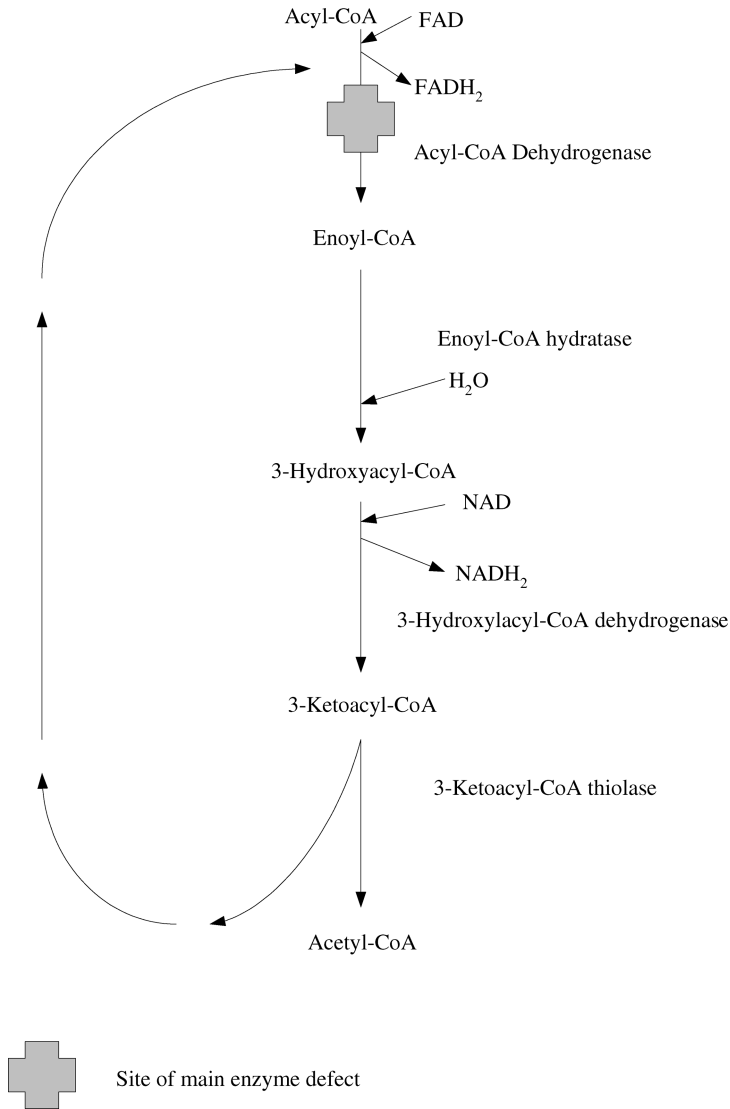 Acyl-CoA
FAD
FADH2
Acyl-CoA Dehydrogenase
Enoyl-CoA
Enoyl-CoA hydratase
H2O
3-Hydroxyacyl-CoA
NAD
NADH2
3-Hydroxylacyl-CoA dehydrogenase
3-Ketoacyl-CoA
3-Ketoacyl-CoA thiolase
Acetyl-CoA
Site of main enzyme defect